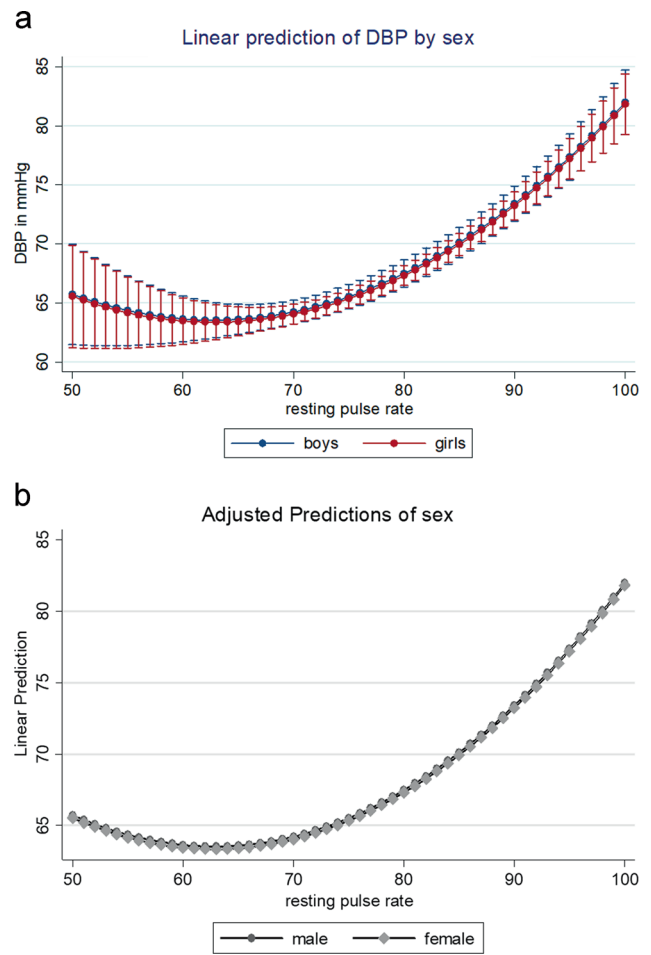 a
Linear prediction of DBP by sex
85
80
75
70
65
60
DBP in mmHg
50 60 70 80 90 100
resting pulse rate
boys girls
b
Adjusted Predictions of sex
85
80
75
70
65
Linear Prediction
50 60 70 80 90 100
resting pulse rate
male female